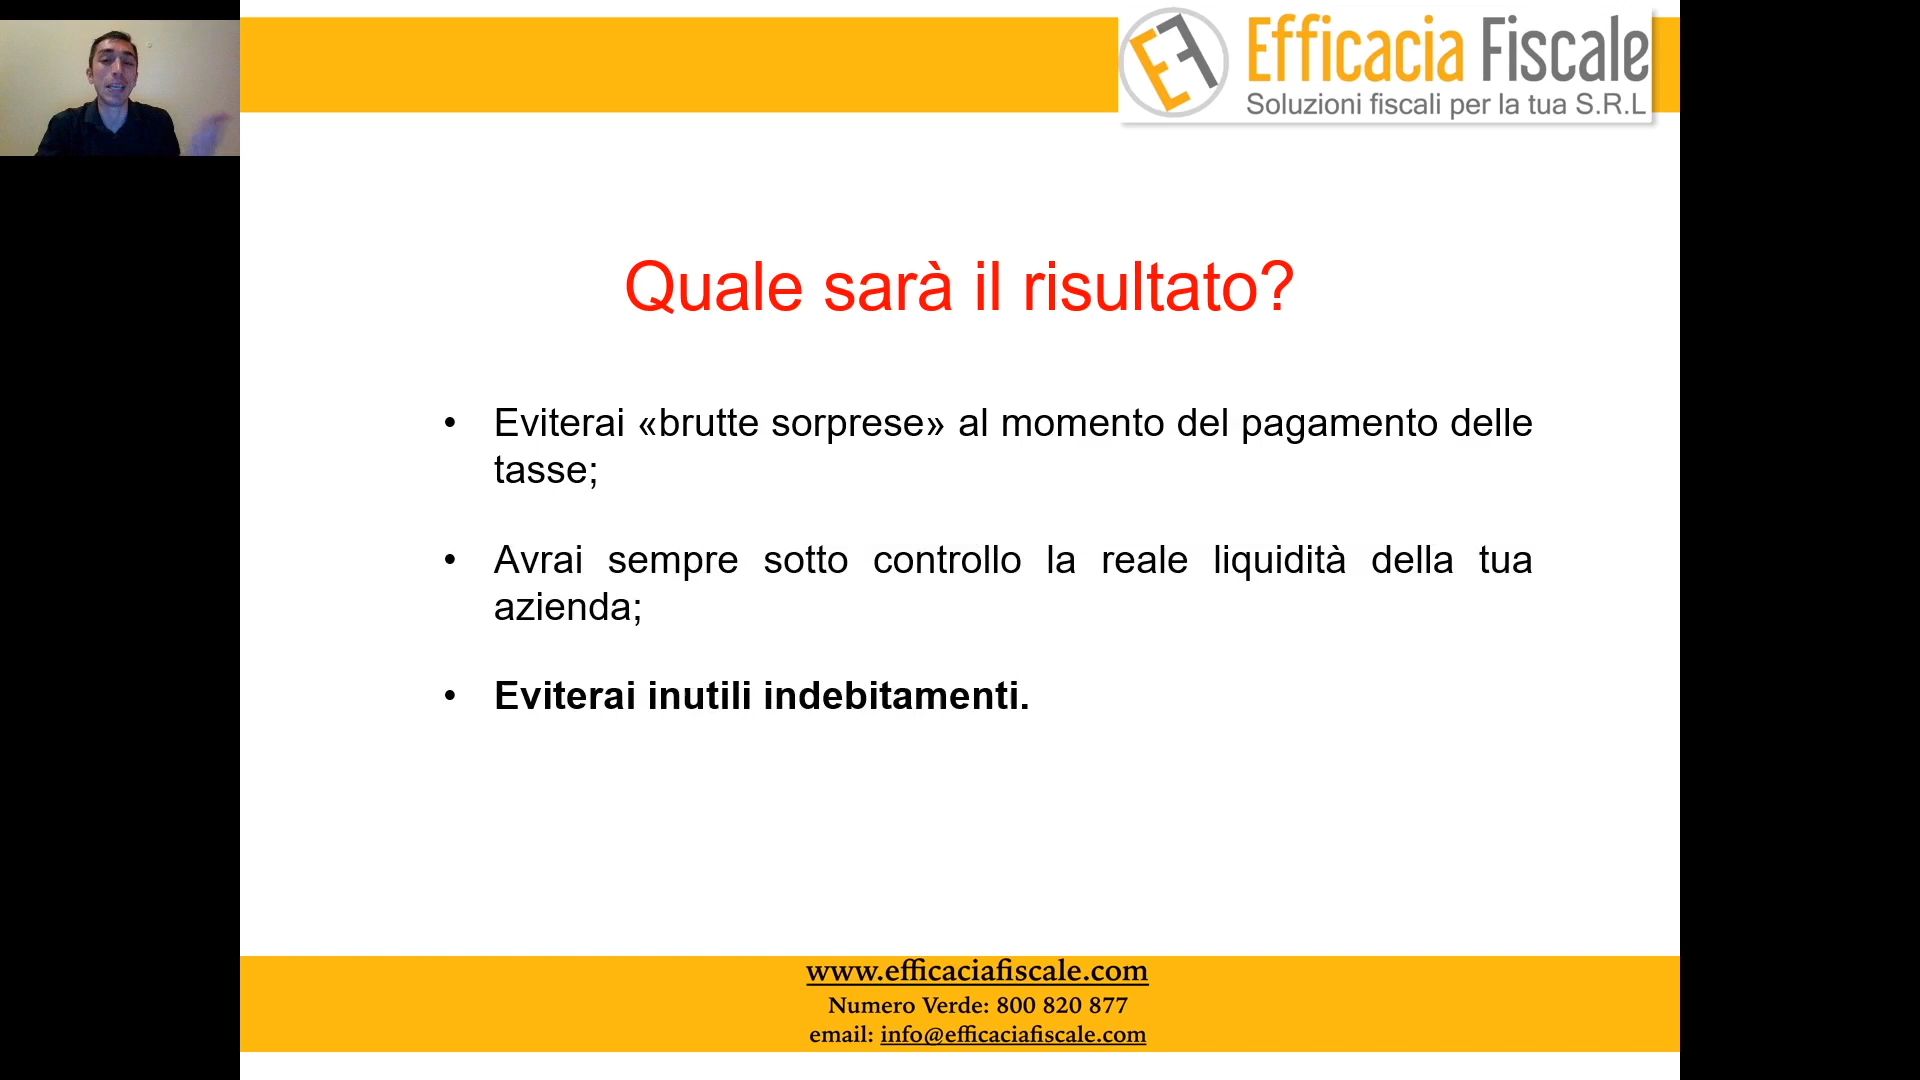 EF Efficacia Fiscale
Soluzioni fiscali per la tua S.R.L
Quale sarà il risultato?
• Eviterai «brutte sorprese» al momento del pagamento delle
tasse;
• Avrai sempre sotto controllo la reale liquidità della tua
azienda;
• Eviterai inutili indebitamenti.
www.efficaciafiscale.com
Numero Verde: 800 820 877
email: info@efficaciafiscale.com